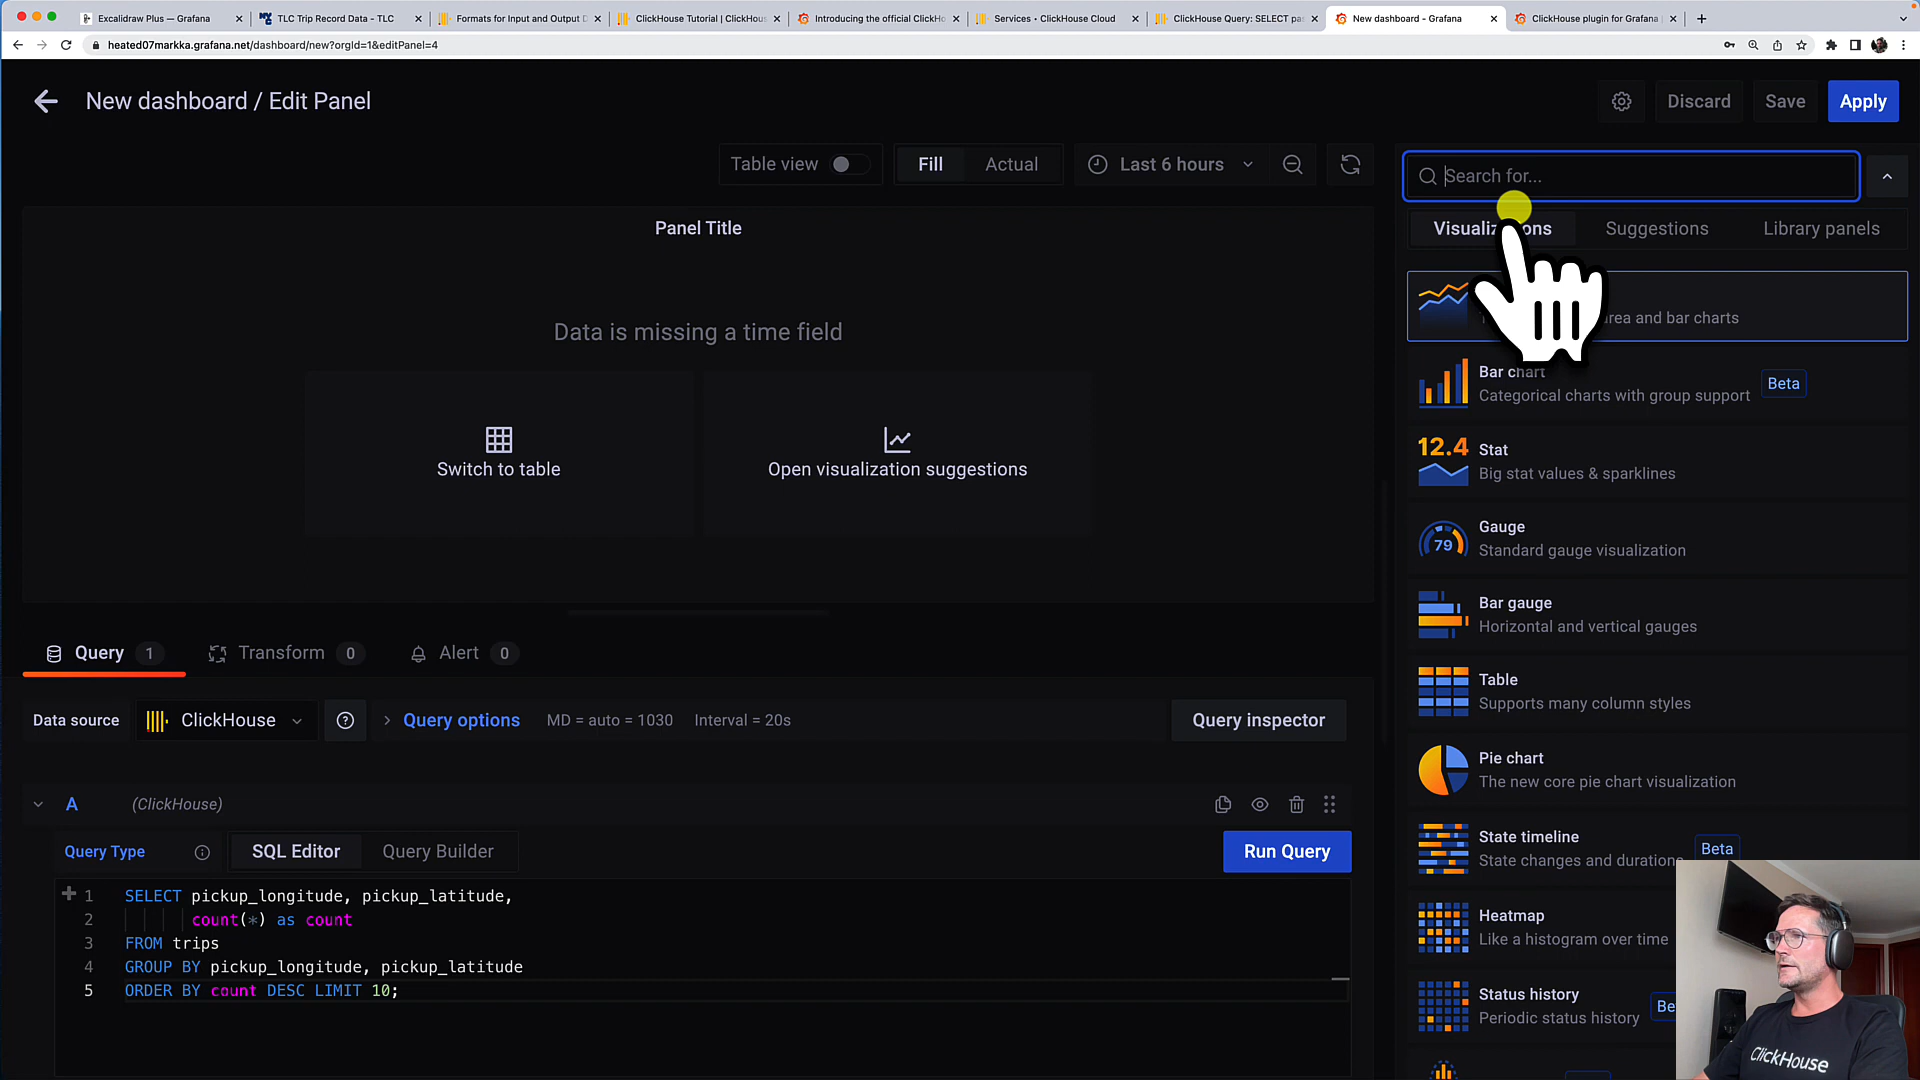 Excalidraw Plus — Grafana
TLC Trip Record Data - TLC
Formats for Input and Output D
ClickHouse Tutorial | ClickHous
Introducing the official ClickHo
Services • ClickHouse Cloud
ClickHouse Query: SELECT pa
New dashboard - Grafana
ClickHouse plugin for Grafana
heated07markka.grafana.net/dashboard/new?orgId=1&editPanel=4
New dashboard / Edit Panel
Discard
Save
Apply
Table view
Fill
Actual
Last 6 hours
Search for...
Panel Title
Suggestions
Library panels
Data is missing a time field
area and bar charts
Switch to table
Open visualization suggestions
Bar chart
Categorical charts with group support
Beta
12.4
Stat
Big stat values & sparklines
79
Gauge
Standard gauge visualization
Bar gauge
Horizontal and vertical gauges
Table
Supports many column styles
Pie chart
The new core pie chart visualization
State timeline
State changes and durations
Beta
Heatmap
Like a histogram over time
Status history
Periodic status history
Be
Query 1
Transform 0
Alert 0
Data source
ClickHouse
Query options
MD = auto = 1030
Interval = 20s
Query inspector
A
(ClickHouse)
Query Type
SQL Editor
Query Builder
Run Query
1 SELECT pickup_longitude, pickup_latitude,
2 count(*) as count
3 FROM trips
4 GROUP BY pickup_longitude, pickup_latitude
5 ORDER BY count DESC LIMIT 10;
ClickHouse